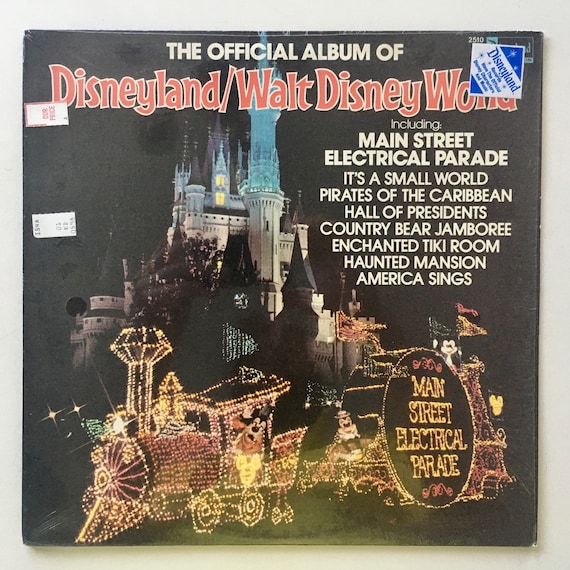 2510
THE OFFICIAL ALBUM OF
Disneyland/Walt Disney World
Disneyland
OUR
PRICE
Including:
MAIN STREET
ELECTRICAL PARADE
IT'S A SMALL WORLD
PIRATES OF THE CARIBBEAN
HALL OF PRESIDENTS
COUNTRY BEAR JAMBOREE
ENCHANTED TIKI ROOM
HAUNTED MANSION
AMERICA SINGS
MAIN
STREET
ELECTRICAL
PARADE